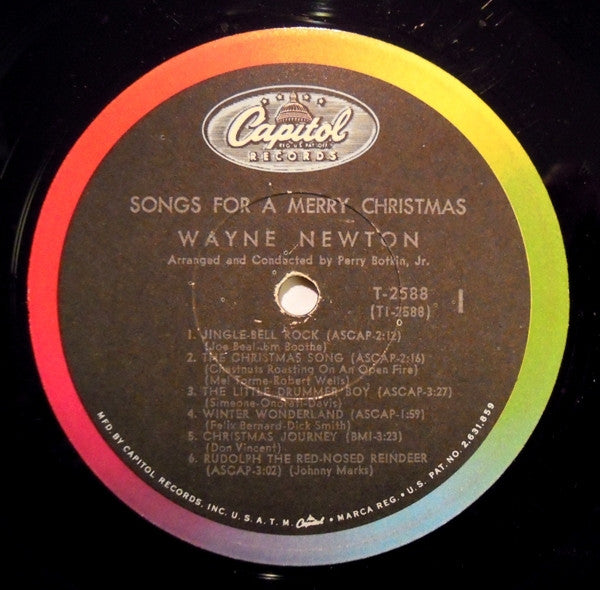 Capitol
REG. U.S. PAT. OFF.
RECORDS
SONGS FOR A MERRY CHRISTMAS
WAYNE NEWTON
Arranged and Conducted by Perry Botkin, Jr.
T-2588 1
(T1-2588)
1. JINGLE-BELL ROCK (ASCAP-2:12)
(Joe Beal-Jim Boothe)
2. THE CHRISTMAS SONG (ASCAP-2:16)
(Chestnuts Roasting On An Open Fire)
(Mel Torme-Robert Wells)
3. THE LITTLE DRUMMER BOY (ASCAP-3:27)
(Simeone-Onorati-Davis)
4. WINTER WONDERLAND (ASCAP-1:59)
(Felix Bernard-Dick Smith)
5. CHRISTMAS JOURNEY (BMI-3:23)
(Don Vincent)
6. RUDOLPH THE RED-NOSED REINDEER
(ASCAP-3:02) (Johnny Marks)
MFD. BY CAPITOL RECORDS, INC. U. S. A. T. M. Capitol • MARCA REG. • U. S. PAT. NO. 2,631,859